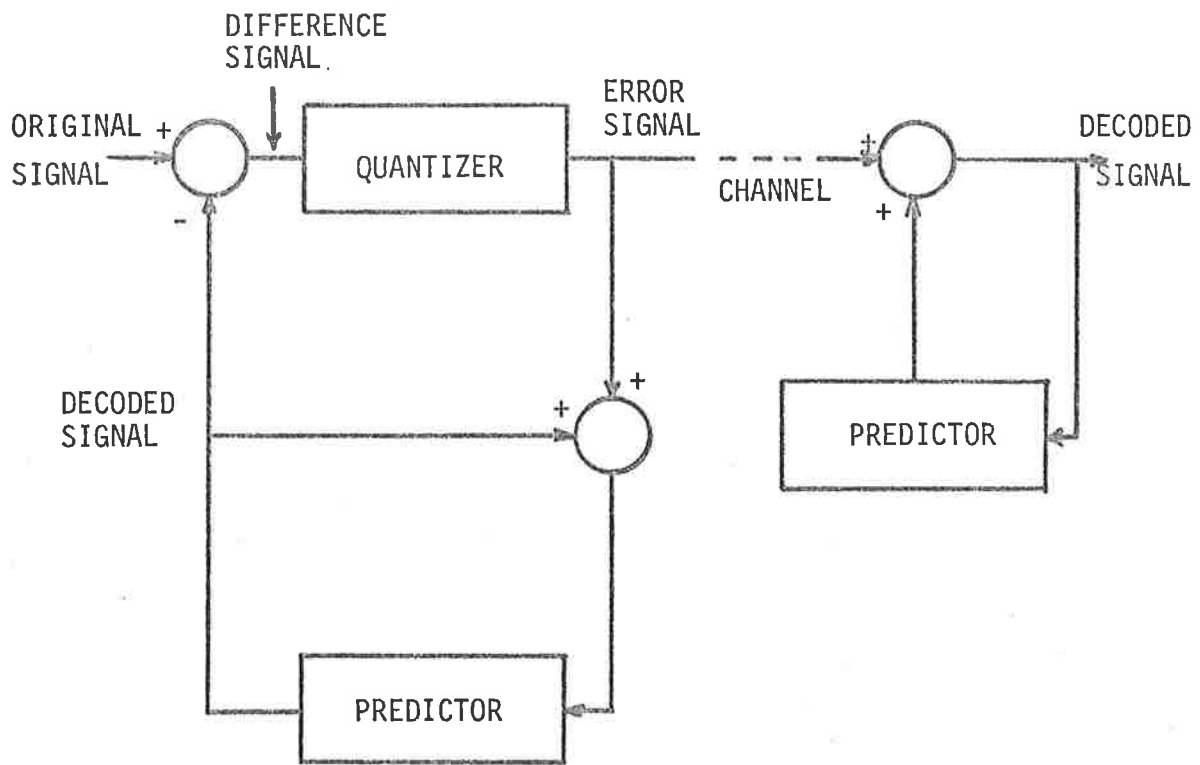 DIFFERENCE
SIGNAL.
ORIGINAL
SIGNAL
+
-
QUANTIZER
ERROR
SIGNAL
CHANNEL
+
+
DECODED
SIGNAL
DECODED
SIGNAL
+
+
PREDICTOR
PREDICTOR